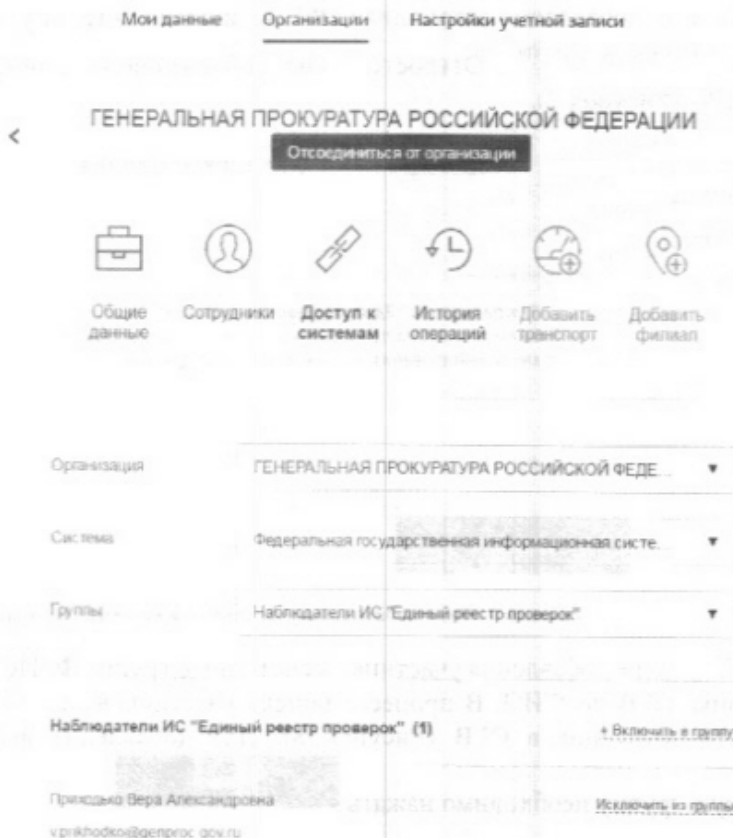 Мои данные Организации Настройки учетной записи
<
ГЕНЕРАЛЬНАЯ ПРОКУРАТУРА РОССИЙСКОЙ ФЕДЕРАЦИИ
Отсоединиться от организации
Общие данные
Сотрудники
Доступ к системам
История операций
Добавить транспорт
Добавить филиал
Организация ГЕНЕРАЛЬНАЯ ПРОКУРАТУРА РОССИЙСКОЙ ФЕДЕ...
Система Федеральная государственная информационная систе...
Группы Наблюдатели ИС "Единый реестр проверок"
Наблюдатели ИС "Единый реестр проверок" (1) + Включить в группу
Приходько Вера Александровна Исключить из группы
v.prikhodko@genproc.gov.ru